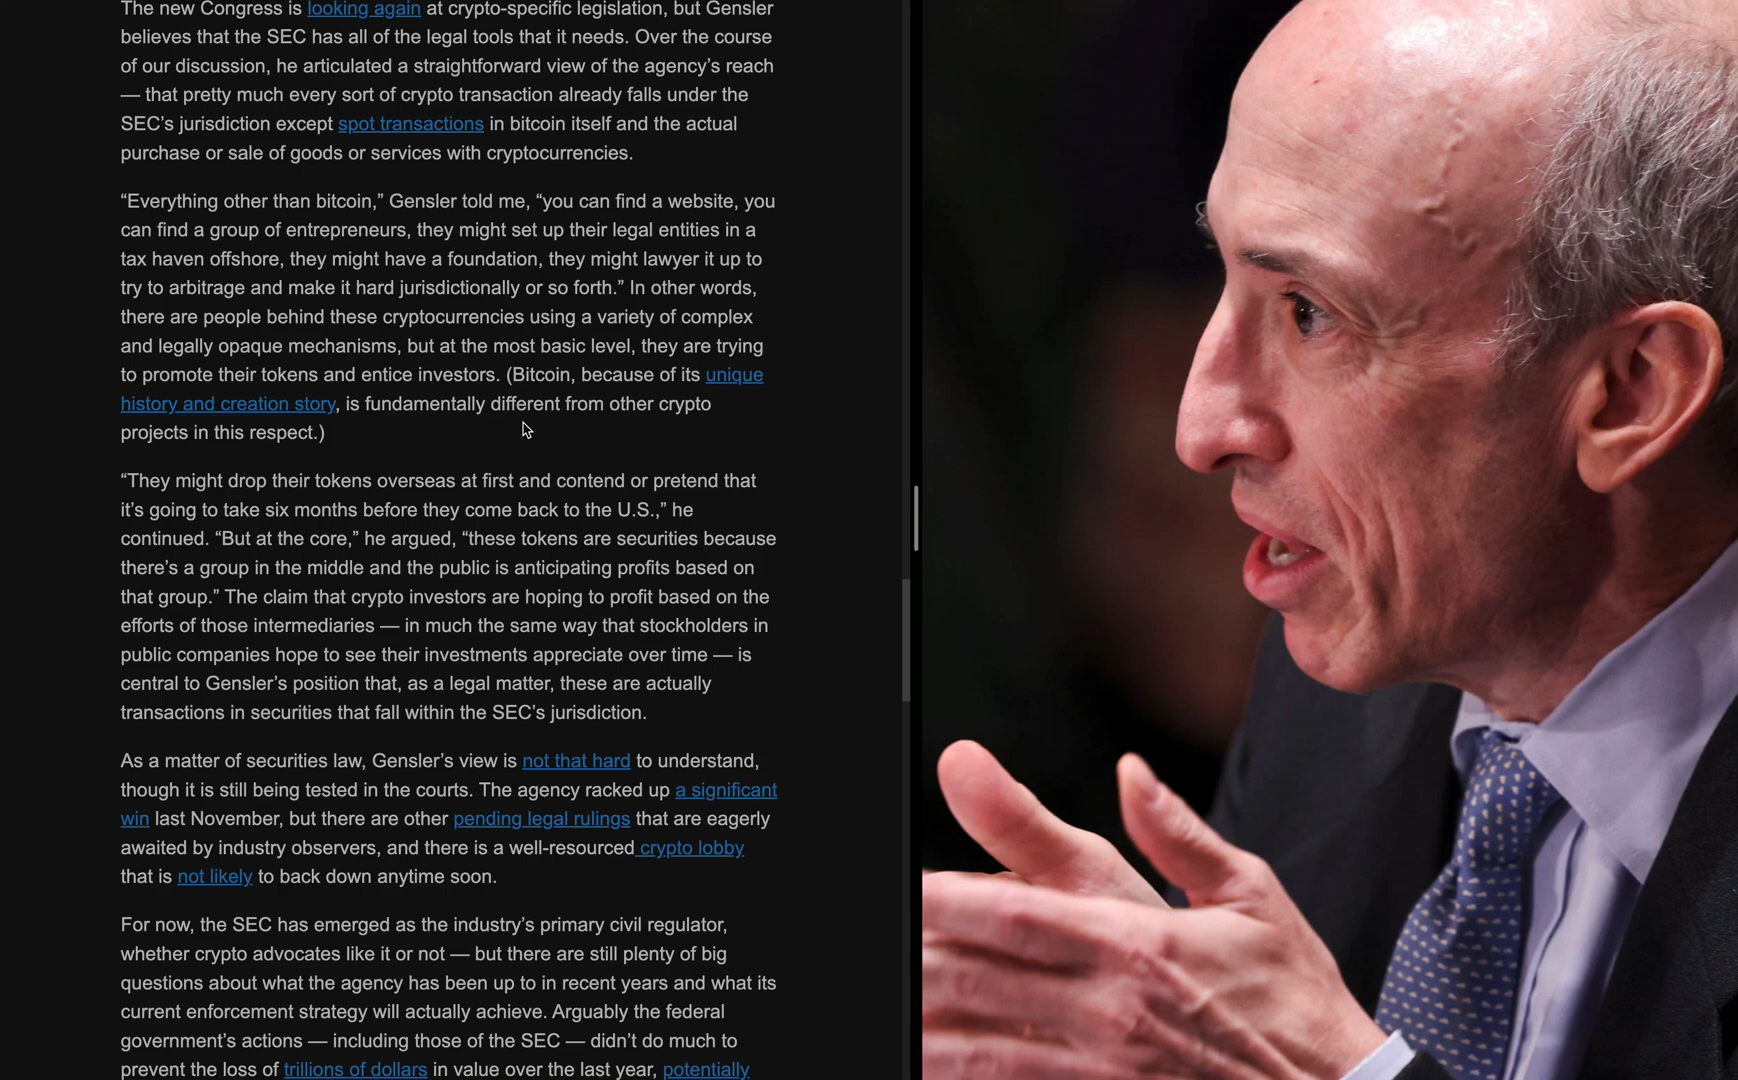 The new Congress is looking again at crypto-specific legislation, but Gensler
believes that the SEC has all of the legal tools that it needs. Over the course
of our discussion, he articulated a straightforward view of the agency’s reach
— that pretty much every sort of crypto transaction already falls under the
SEC’s jurisdiction except spot transactions in bitcoin itself and the actual
purchase or sale of goods or services with cryptocurrencies.
“Everything other than bitcoin,” Gensler told me, “you can find a website, you
can find a group of entrepreneurs, they might set up their legal entities in a
tax haven offshore, they might have a foundation, they might lawyer it up to
try to arbitrage and make it hard jurisdictionally or so forth.” In other words,
there are people behind these cryptocurrencies using a variety of complex
and legally opaque mechanisms, but at the most basic level, they are trying
to promote their tokens and entice investors. (Bitcoin, because of its unique
history and creation story, is fundamentally different from other crypto
projects in this respect.)
“They might drop their tokens overseas at first and contend or pretend that
it’s going to take six months before they come back to the U.S.,” he
continued. “But at the core,” he argued, “these tokens are securities because
there’s a group in the middle and the public is anticipating profits based on
that group.” The claim that crypto investors are hoping to profit based on the
efforts of those intermediaries — in much the same way that stockholders in
public companies hope to see their investments appreciate over time — is
central to Gensler’s position that, as a legal matter, these are actually
transactions in securities that fall within the SEC’s jurisdiction.
As a matter of securities law, Gensler’s view is not that hard to understand,
though it is still being tested in the courts. The agency racked up a significant
win last November, but there are other pending legal rulings that are eagerly
awaited by industry observers, and there is a well-resourced crypto lobby
that is not likely to back down anytime soon.
For now, the SEC has emerged as the industry’s primary civil regulator,
whether crypto advocates like it or not — but there are still plenty of big
questions about what the agency has been up to in recent years and what its
current enforcement strategy will actually achieve. Arguably the federal
government’s actions — including those of the SEC — didn’t do much to
prevent the loss of trillions of dollars in value over the last year, potentially